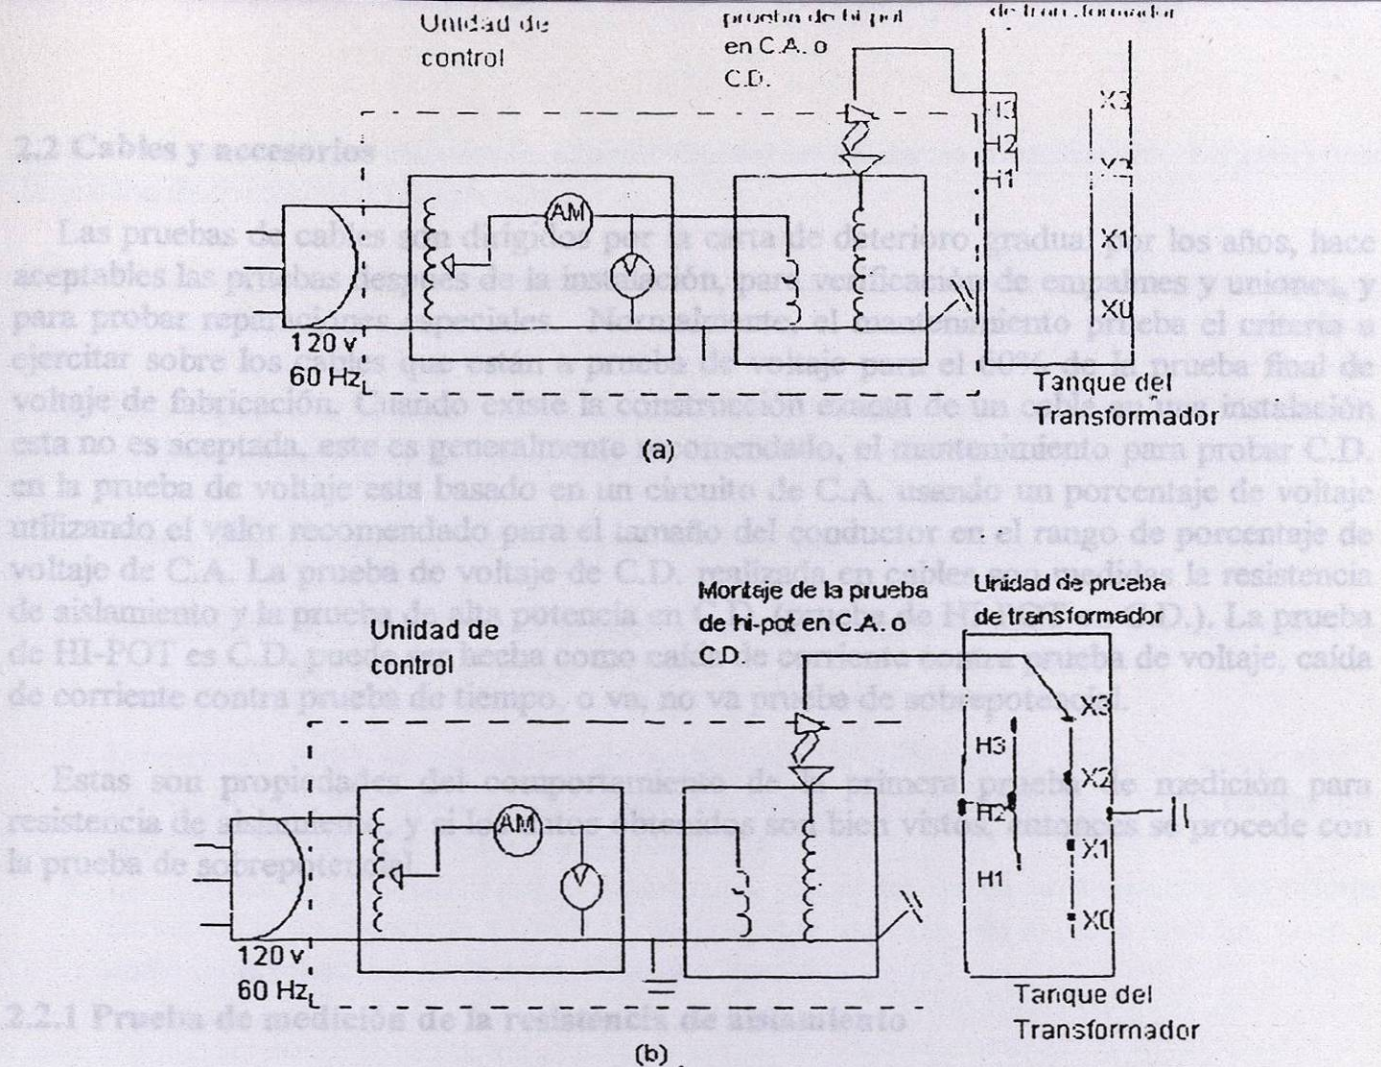 Unidad de
control
prueba de hi pot
en C.A. o
C.D.
de transformador
H3
H2
H1
X3
X2
X1
X0
AM
120 v
60 Hz
Tanque del
Transformador
(a)
2.2 Cables y accesorios
Las pruebas de cables son dirigidos por la carta de deterioro gradual por los años, hace
aceptables las pruebas después de la instalación, para verificación de empalmes y uniones, y
para probar reparaciones especiales. Normalmente, el mantenimiento prueba el criterio a
ejercitar sobre los cables que están a prueba de voltaje para el 60% de la prueba final de
voltaje de fabricación. Cuando existe la construcción exacta de un cable en una instalación
esta no es aceptada, este es generalmente recomendado, el mantenimiento para probar C.D.
en la prueba de voltaje esta basado en un circuito de C.A. usando un porcentaje de voltaje
utilizando el valor recomendado para el tamaño del conductor en el rango de porcentaje de
voltaje de C.A. La prueba de voltaje de C.D. realizada en cables son medidas la resistencia
de aislamiento y la prueba de alta potencia en C.D. (prueba de HI-POT C.D.). La prueba
de HI-POT es C.D. puede ser hecha como caída de corriente contra prueba de voltaje, caída
de corriente contra prueba de tiempo, o va, no va prueba de sobrepotencial.
Unidad de
control
Montaje de la prueba
de hi-pot en C.A. o
C.D.
Unidad de prueba
de transformador
H3
H2
H1
X3
X2
X1
X0
AM
120 v
60 Hz
Tanque del
Transformador
(b)
Estas son propiedades del comportamiento de la primera prueba de medición para
resistencia de aislamiento, y si los datos obtenidos son bien vistos, entonces se procede con
la prueba de sobrepotencial.
2.2.1 Prueba de medición de la resistencia de aislamiento